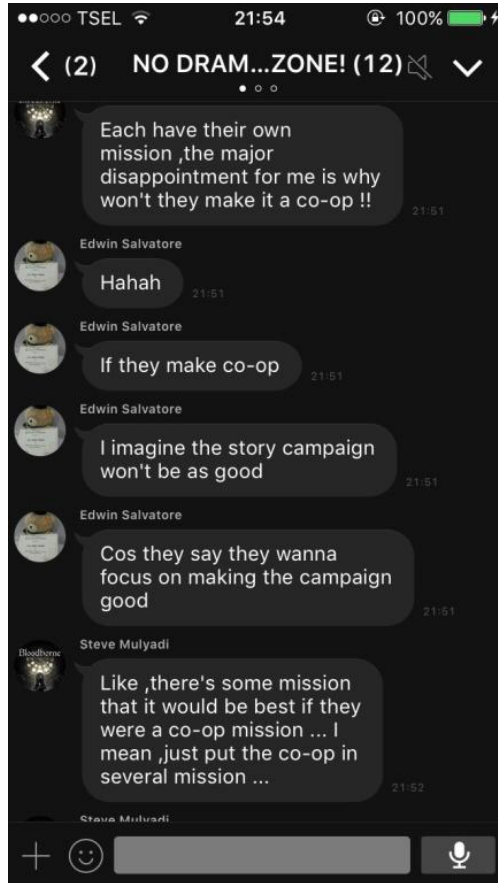 TSEL 21:54 100%
(2) NO DRAM...ZONE! (12)
Each have their own
mission ,the major
disappointment for me is why
won't they make it a co-op !!
21:51
Edwin Salvatore
Hahah
21:51
Edwin Salvatore
If they make co-op
21:51
Edwin Salvatore
I imagine the story campaign
won't be as good
21:51
Edwin Salvatore
Cos they say they wanna
focus on making the campaign
good
21:51
Bloodborne
Steve Mulyadi
Like ,there's some mission
that it would be best if they
were a co-op mission ... I
mean ,just put the co-op in
several mission ...
21:52
Steve Mulyadi